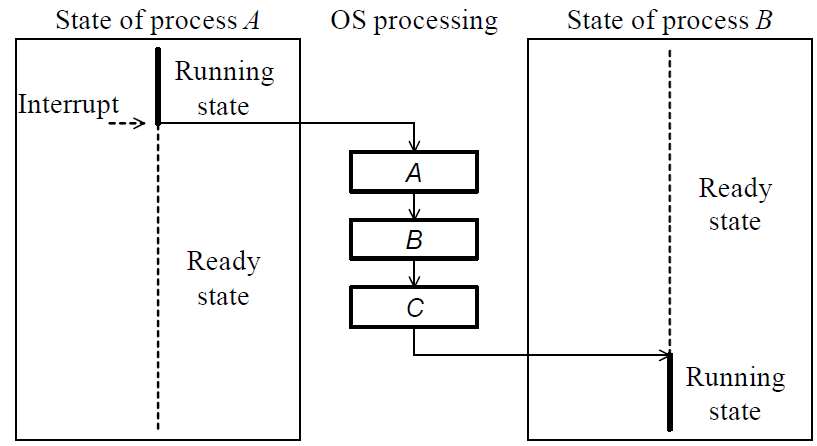 State of process A
OS processing
State of process B
Running
state
Interrupt
A
B
C
Ready
state
Ready
state
Running
state